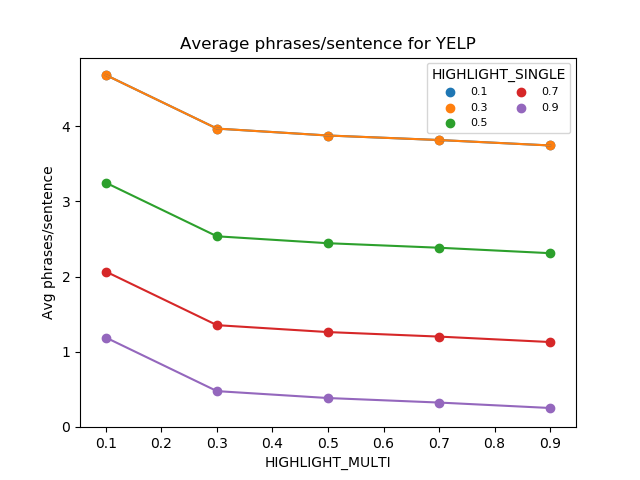 Average phrases/sentence for YELP
HIGHLIGHT_SINGLE
0.1 0.7
0.3 0.9
0.5
4
3
2
1
0
Avg phrases/sentence
0.1 0.2 0.3 0.4 0.5 0.6 0.7 0.8 0.9
HIGHLIGHT_MULTI